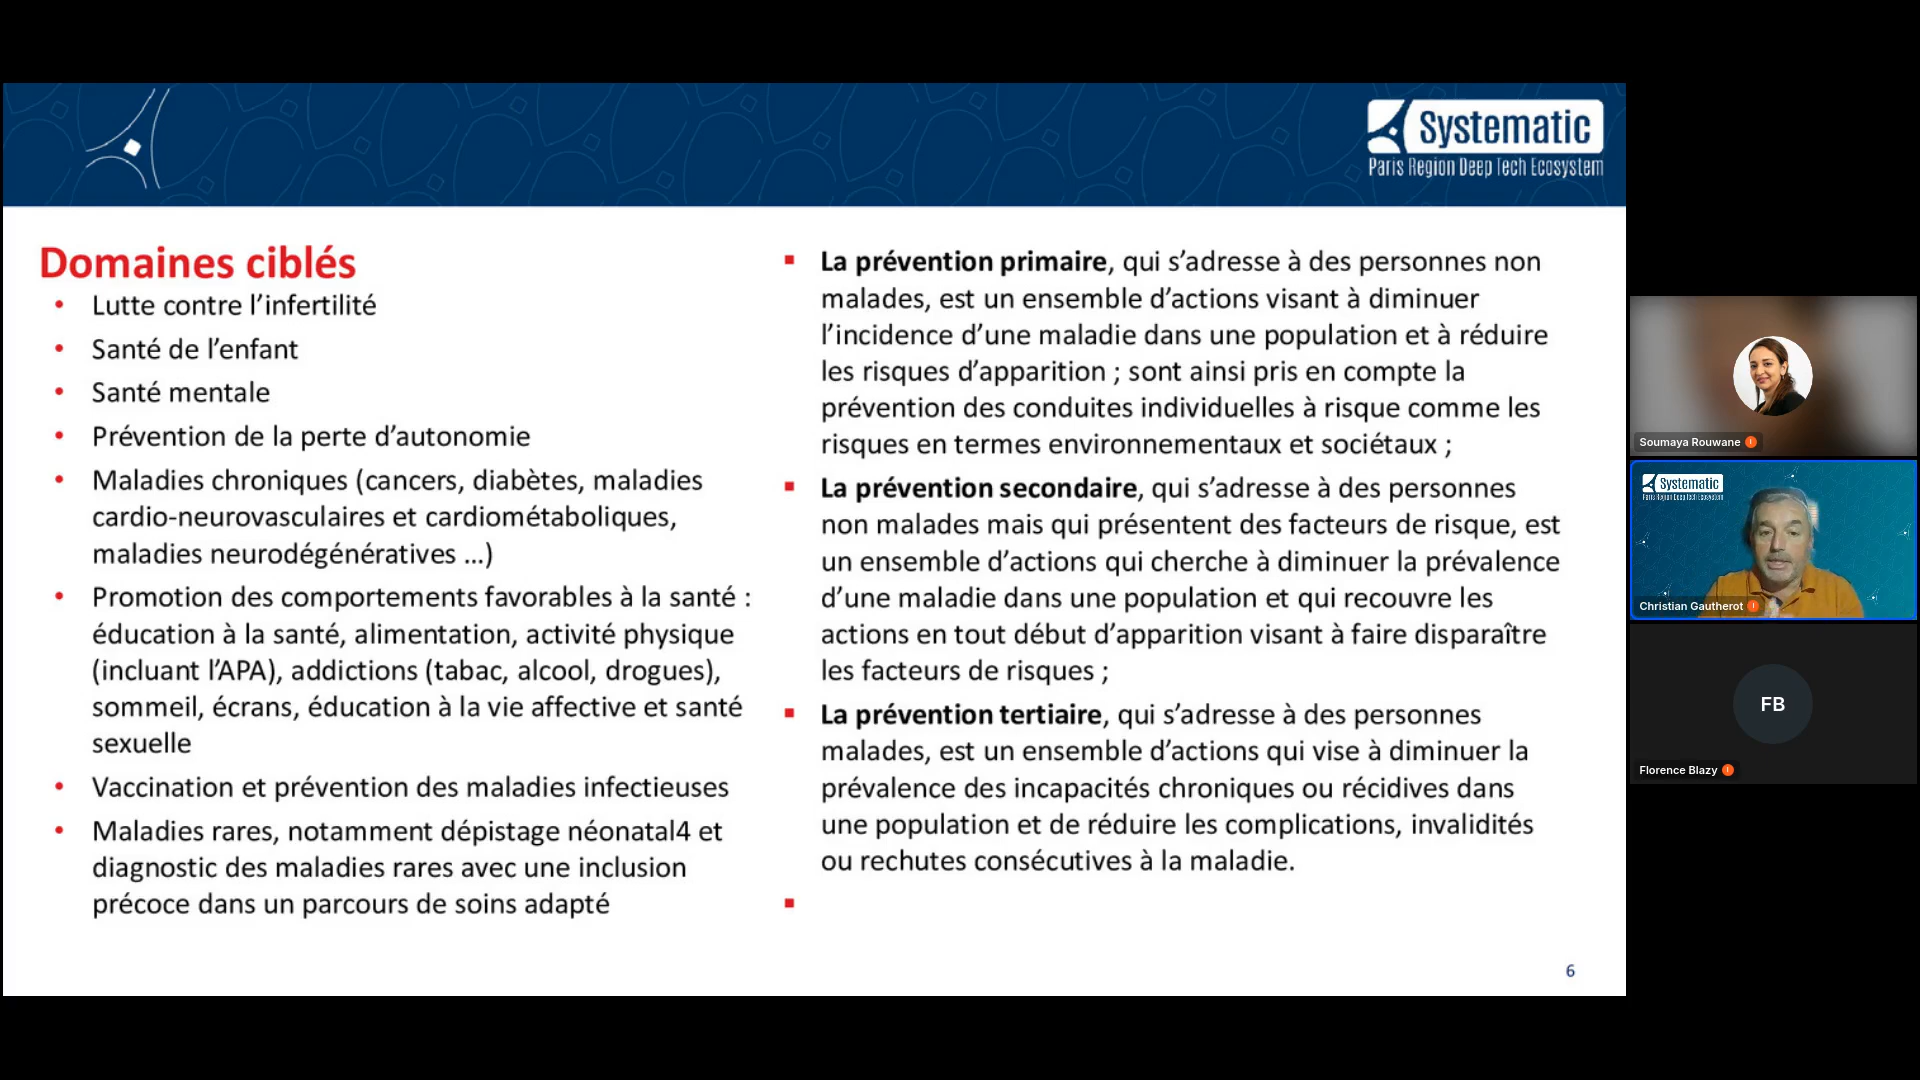 Systematic
Paris Region Deep Tech Ecosystem
Domaines ciblés
• Lutte contre l’infertilité
• Santé de l’enfant
• Santé mentale
• Prévention de la perte d’autonomie
• Maladies chroniques (cancers, diabètes, maladies
cardio-neurovasculaires et cardiométaboliques,
maladies neurodégénératives …)
• Promotion des comportements favorables à la santé :
éducation à la santé, alimentation, activité physique
(incluant l’APA), addictions (tabac, alcool, drogues),
sommeil, écrans, éducation à la vie affective et santé
sexuelle
• Vaccination et prévention des maladies infectieuses
• Maladies rares, notamment dépistage néonatal4 et
diagnostic des maladies rares avec une inclusion
précoce dans un parcours de soins adapté
▪ La prévention primaire, qui s’adresse à des personnes non
malades, est un ensemble d’actions visant à diminuer
l’incidence d’une maladie dans une population et à réduire
les risques d’apparition ; sont ainsi pris en compte la
prévention des conduites individuelles à risque comme les
risques en termes environnementaux et sociétaux ;
▪ La prévention secondaire, qui s’adresse à des personnes
non malades mais qui présentent des facteurs de risque, est
un ensemble d’actions qui cherche à diminuer la prévalence
d’une maladie dans une population et qui recouvre les
actions en tout début d’apparition visant à faire disparaître
les facteurs de risques ;
▪ La prévention tertiaire, qui s’adresse à des personnes
malades, est un ensemble d’actions qui vise à diminuer la
prévalence des incapacités chroniques ou récidives dans
une population et de réduire les complications, invalidités
ou rechutes consécutives à la maladie.
▪
6
Soumaya Rouwane
Systematic
Paris Region Deep Tech Ecosystem
Christian Gautherot
FB
Florence Blazy